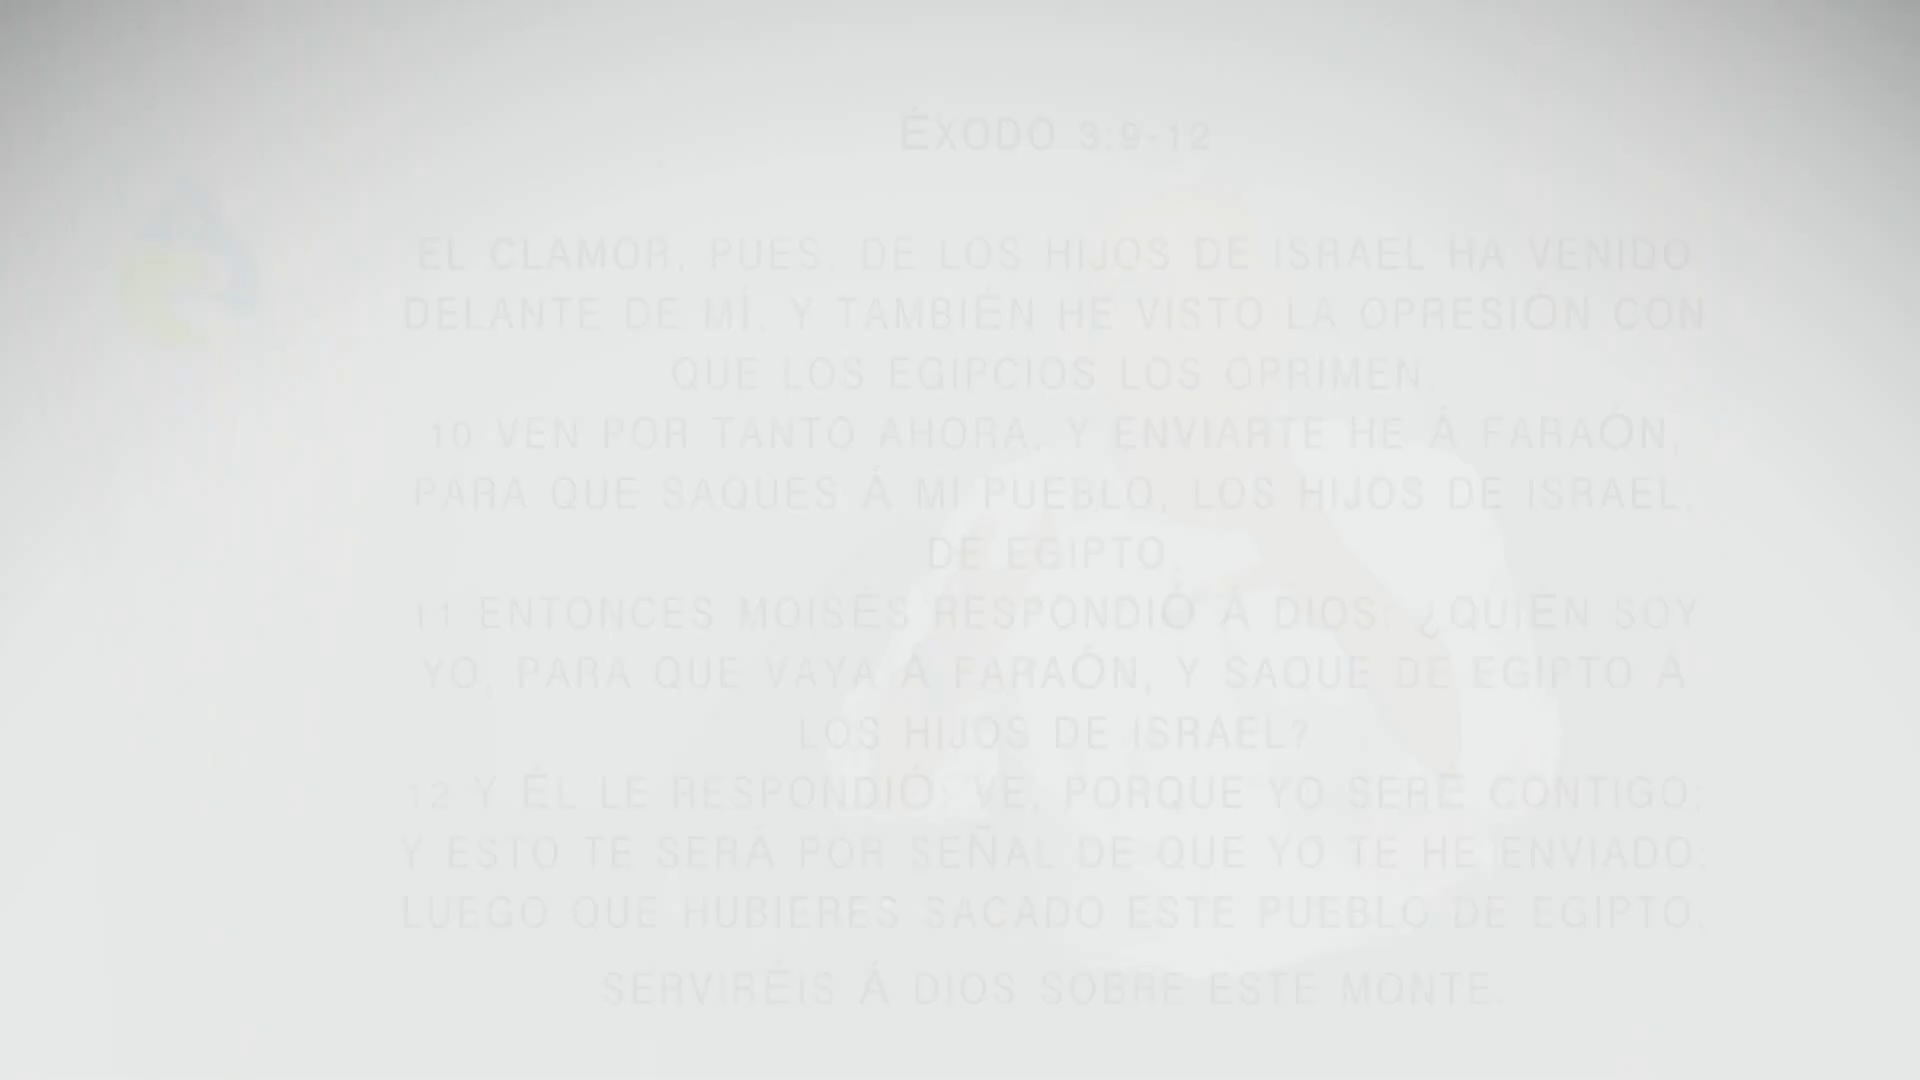 ÉXODO 3:9-12
EL CLAMOR, PUES, DE LOS HIJOS DE ISRAEL HA VENIDO
DELANTE DE MÍ, Y TAMBIÉN HE VISTO LA OPRESIÓN CON
QUE LOS EGIPCIOS LOS OPRIMEN.
10 VEN POR TANTO AHORA, Y ENVIARTE HE Á FARAÓN,
PARA QUE SAQUES Á MI PUEBLO, LOS HIJOS DE ISRAEL,
DE EGIPTO.
11 ENTONCES MOISÉS RESPONDIÓ Á DIOS: ¿QUIÉN SOY
YO, PARA QUE VAYA Á FARAÓN, Y SAQUE DE EGIPTO Á
LOS HIJOS DE ISRAEL?
12 Y ÉL LE RESPONDIÓ: VE, PORQUE YO SERÉ CONTIGO;
Y ESTO TE SERÁ POR SEÑAL DE QUE YO TE HE ENVIADO:
LUEGO QUE HUBIERES SACADO ESTE PUEBLO DE EGIPTO,
SERVIRÉIS Á DIOS SOBRE ESTE MONTE.